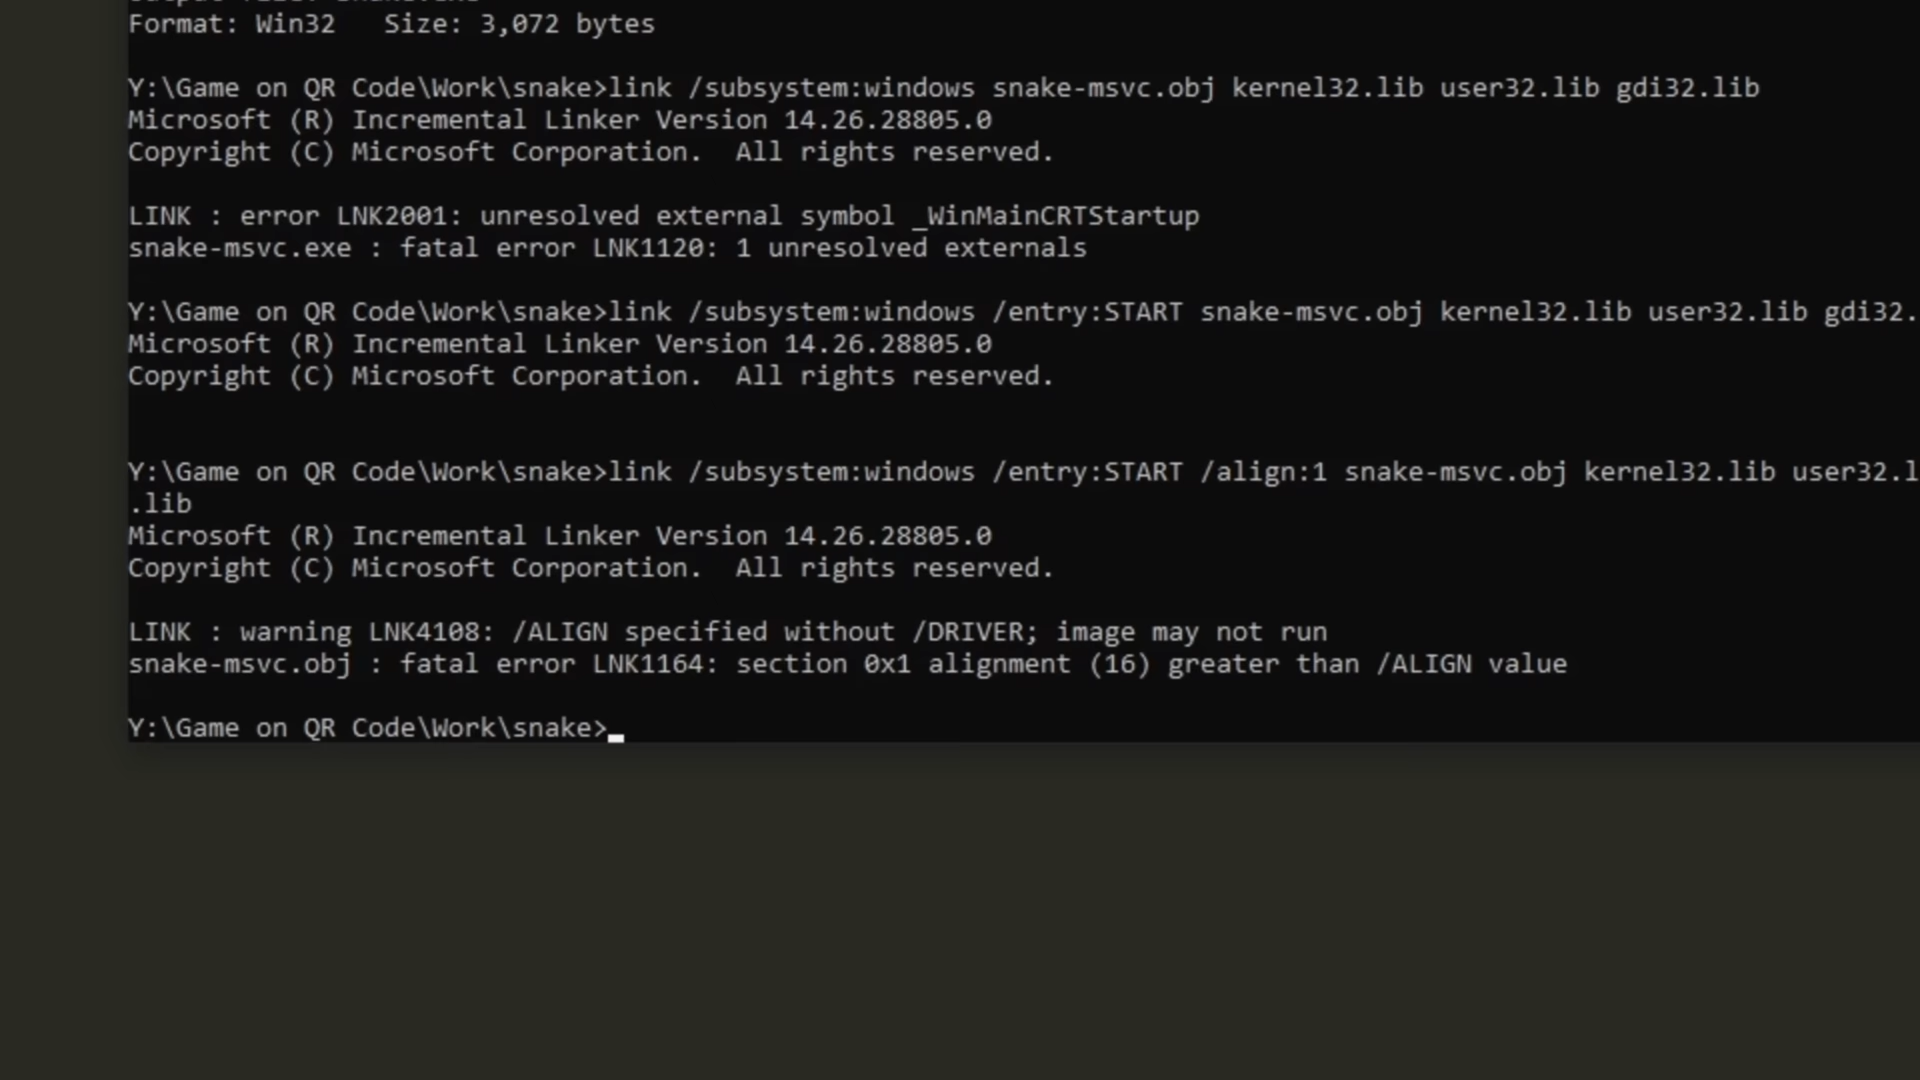 Format: Win32   Size: 3,072 bytes
Y:\Game on QR Code\Work\snake>link /subsystem:windows snake-msvc.obj kernel32.lib user32.lib gdi32.lib
Microsoft (R) Incremental Linker Version 14.26.28805.0
Copyright (C) Microsoft Corporation.  All rights reserved.
LINK : error LNK2001: unresolved external symbol _WinMainCRTStartup
snake-msvc.exe : fatal error LNK1120: 1 unresolved externals
Y:\Game on QR Code\Work\snake>link /subsystem:windows /entry:START snake-msvc.obj kernel32.lib user32.lib gdi32.
Microsoft (R) Incremental Linker Version 14.26.28805.0
Copyright (C) Microsoft Corporation.  All rights reserved.
Y:\Game on QR Code\Work\snake>link /subsystem:windows /entry:START /align:1 snake-msvc.obj kernel32.lib user32.l
.lib
Microsoft (R) Incremental Linker Version 14.26.28805.0
Copyright (C) Microsoft Corporation.  All rights reserved.
LINK : warning LNK4108: /ALIGN specified without /DRIVER; image may not run
snake-msvc.obj : fatal error LNK1164: section 0x1 alignment (16) greater than /ALIGN value
Y:\Game on QR Code\Work\snake>